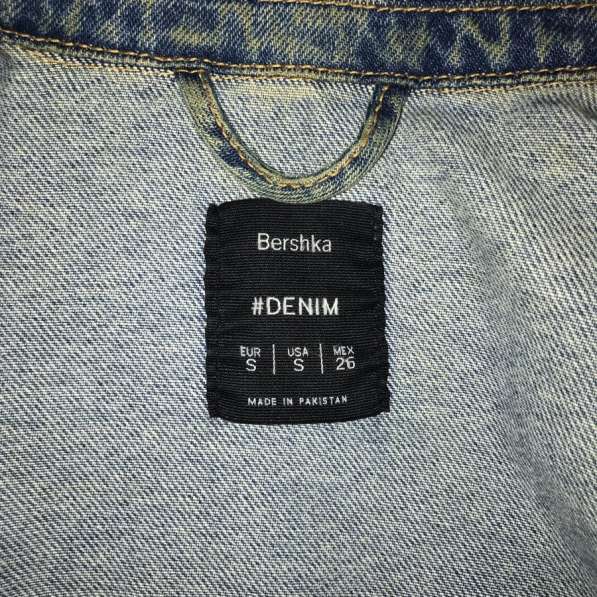 Bershka
#DENIM
EUR USA MEX
S S 26
MADE IN PAKISTAN